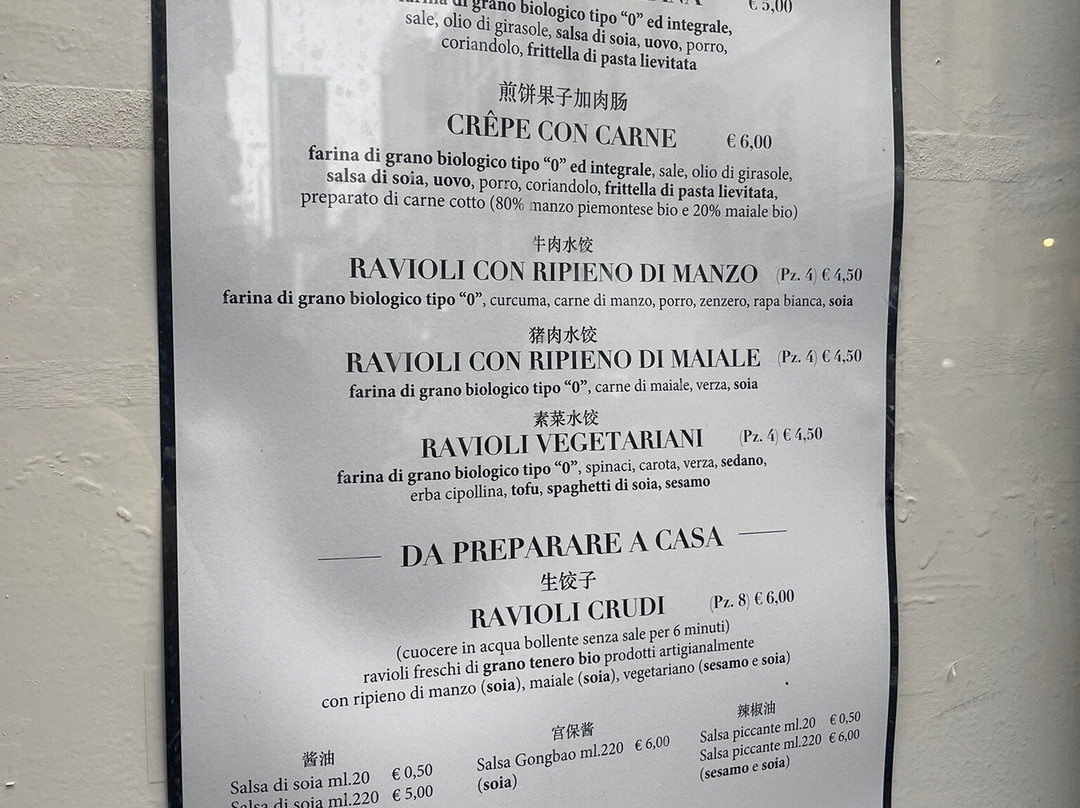 € 5,00
farina di grano biologico tipo “0” ed integrale,
sale, olio di girasole, salsa di soia, uovo, porro,
coriandolo, frittella di pasta lievitata
煎饼果子加肉肠
CRÊPE CON CARNE € 6,00
farina di grano biologico tipo “0” ed integrale, sale, olio di girasole,
salsa di soia, uovo, porro, coriandolo, frittella di pasta lievitata,
preparato di carne cotto (80% manzo piemontese bio e 20% maiale bio)
牛肉水饺
RAVIOLI CON RIPIENO DI MANZO (Pz. 4) € 4,50
farina di grano biologico tipo “0”, curcuma, carne di manzo, porro, zenzero, rapa bianca, soia
猪肉水饺
RAVIOLI CON RIPIENO DI MAIALE (Pz. 4) € 4,50
farina di grano biologico tipo “0”, carne di maiale, verza, soia
素菜水饺
RAVIOLI VEGETARIANI (Pz. 4) € 4,50
farina di grano biologico tipo “0”, spinaci, carota, verza, sedano,
erba cipollina, tofu, spaghetti di soia, sesamo
DA PREPARARE A CASA
生饺子
RAVIOLI CRUDI (Pz. 8) € 6,00
(cuocere in acqua bollente senza sale per 6 minuti)
ravioli freschi di grano tenero bio prodotti artigianalmente
con ripieno di manzo (soia), maiale (soia), vegetariano (sesamo e soia)
酱油
Salsa di soia ml.20 € 0,50
Salsa di soia ml.220 € 5,00
宫保酱
Salsa Gongbao ml.220 € 6,00
(soia)
辣椒油
Salsa piccante ml.20 € 0,50
Salsa piccante ml.220 € 6,00
(sesamo e soia)